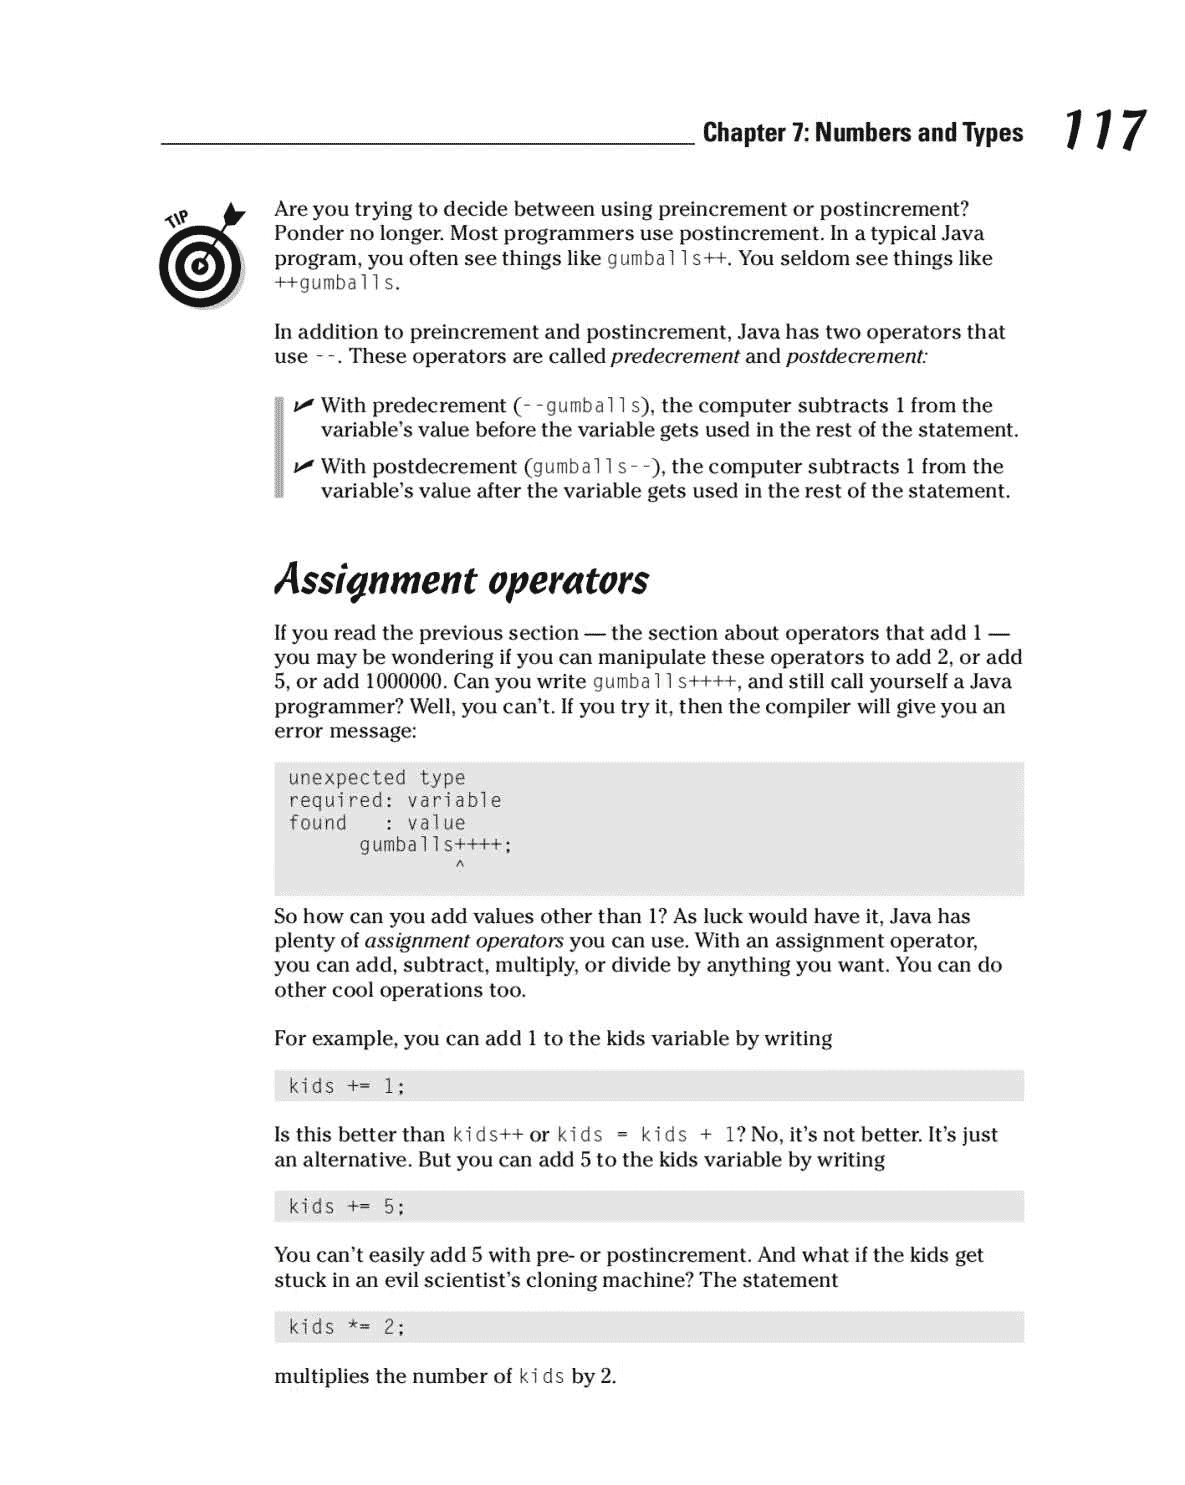 Chapter 7: Numbers and Types 117
TIP
Are you trying to decide between using preincrement or postincrement?
Ponder no longer. Most programmers use postincrement. In a typical Java
program, you often see things like gumballs++. You seldom see things like
++gumballs.
In addition to preincrement and postincrement, Java has two operators that
use --. These operators are called predecrement and postdecrement:
✓ With predecrement (--gumballs), the computer subtracts 1 from the
variable's value before the variable gets used in the rest of the statement.
✓ With postdecrement (gumballs--), the computer subtracts 1 from the
variable's value after the variable gets used in the rest of the statement.
Assignment operators
If you read the previous section — the section about operators that add 1 —
you may be wondering if you can manipulate these operators to add 2, or add
5, or add 1000000. Can you write gumballs++++, and still call yourself a Java
programmer? Well, you can't. If you try it, then the compiler will give you an
error message:
unexpected type
required: variable
found   : value
      gumballs++++;
              ^
So how can you add values other than 1? As luck would have it, Java has
plenty of assignment operators you can use. With an assignment operator,
you can add, subtract, multiply, or divide by anything you want. You can do
other cool operations too.
For example, you can add 1 to the kids variable by writing
kids += 1;
Is this better than kids++ or kids = kids + 1? No, it's not better. It's just
an alternative. But you can add 5 to the kids variable by writing
kids += 5;
You can't easily add 5 with pre- or postincrement. And what if the kids get
stuck in an evil scientist's cloning machine? The statement
kids *= 2;
multiplies the number of kids by 2.